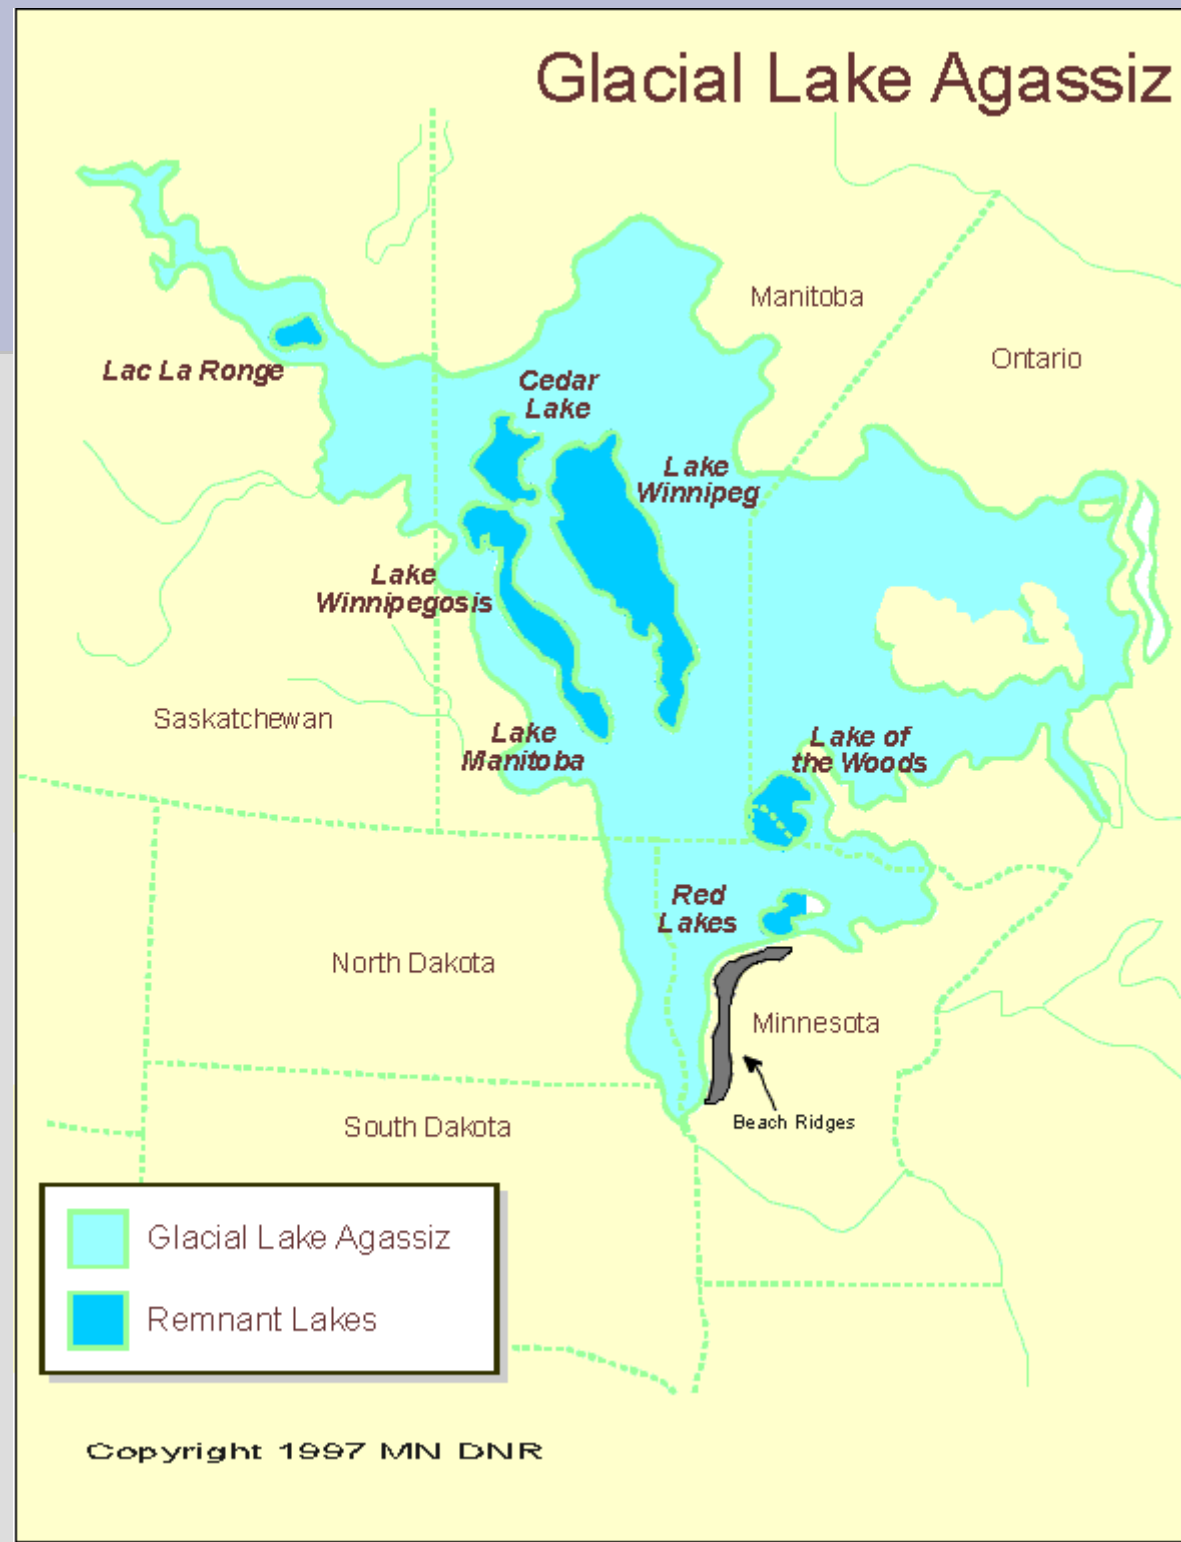 Glacial Lake Agassiz
Manitoba
Ontario
Lac La Ronge
Cedar
Lake
Lake
Winnipeg
Lake
Winnipegosis
Saskatchewan
Lake
Manitoba
Lake of
the Woods
Red
Lakes
North Dakota
Minnesota
South Dakota
Beach Ridges
Glacial Lake Agassiz
Remnant Lakes
Copyright 1997 MN DNR